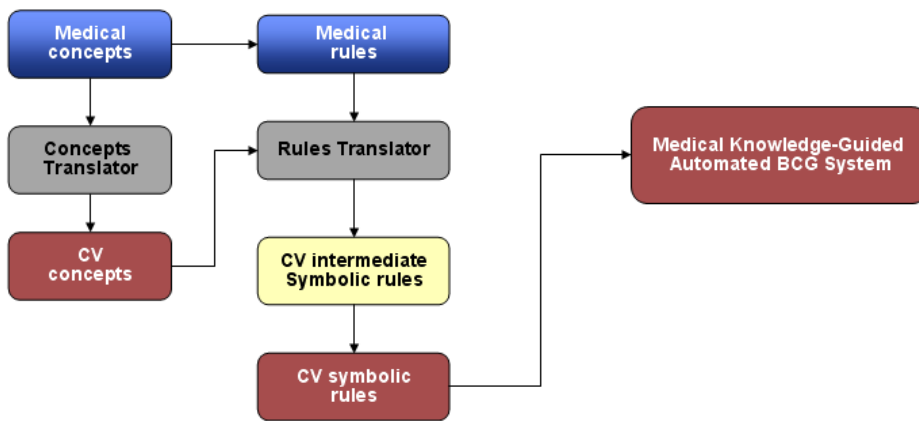 Medical
concepts
Medical
rules
Concepts
Translator
Rules Translator
Medical Knowledge-Guided
Automated BCG System
CV
concepts
CV intermediate
Symbolic rules
CV symbolic
rules